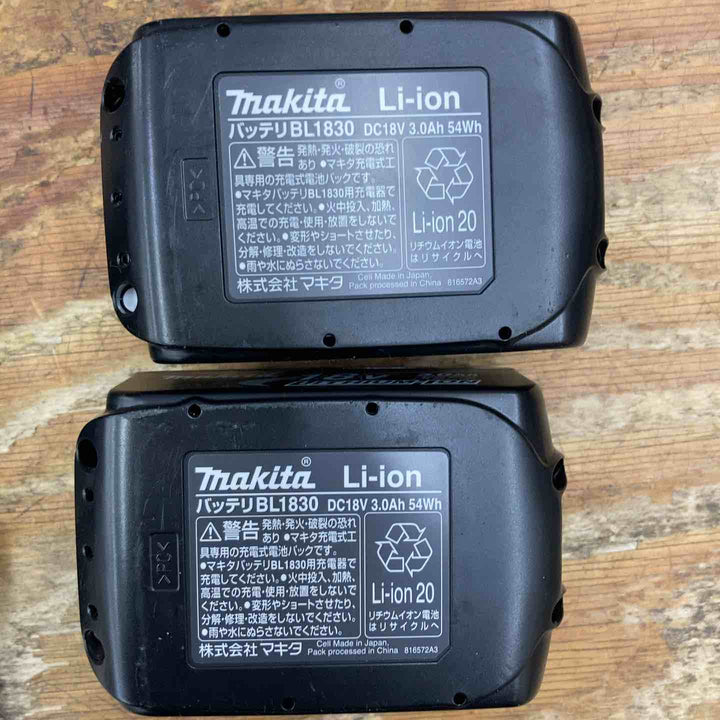 makita® Li-ion
バッテリBL1830 DC18V 3.0Ah 54Wh
警告 発熱・発火・破裂の恐れ
あり ●マキタ充電式工
具専用の充電式電池パックです。
●マキタバッテリBL1830用充電器で
充電してください。●火中投入、加熱、
高温での充電・使用・放置をしないで
ください。●変形やショートさせたり、
分解・修理・改造をしないでください。
●雨や水にぬらさないでください。
株式会社マキタ
Cell Made in Japan,
Pack processed in China 816572A3
Li-ion 20
リチウムイオン電池
はリサイクルへ
>PC<
makita® Li-ion
バッテリBL1830 DC18V 3.0Ah 54Wh
警告 発熱・発火・破裂の恐れ
あり ●マキタ充電式工
具専用の充電式電池パックです。
●マキタバッテリBL1830用充電器で
充電してください。●火中投入、加熱、
高温での充電・使用・放置をしないで
ください。●変形やショートさせたり、
分解・修理・改造をしないでください。
●雨や水にぬらさないでください。
株式会社マキタ
Cell Made in Japan,
Pack processed in China 816572A3
Li-ion 20
リチウムイオン電池
はリサイクルへ
>PC<